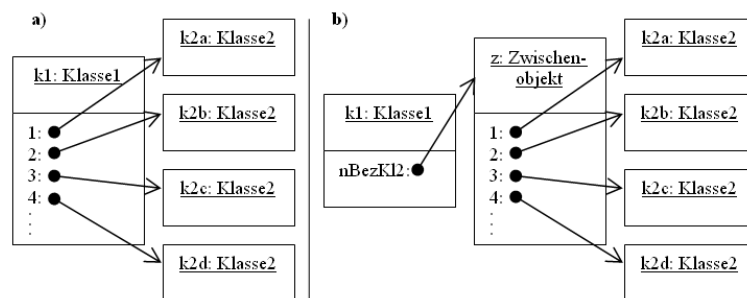 a)
k1: Klasse1
1:
2:
3:
4:
.
.
.
k2a: Klasse2
k2b: Klasse2
k2c: Klasse2
k2d: Klasse2
b)
k1: Klasse1
nBezKl2:
z: Zwischen-
objekt
1:
2:
3:
4:
.
.
.
k2a: Klasse2
k2b: Klasse2
k2c: Klasse2
k2d: Klasse2